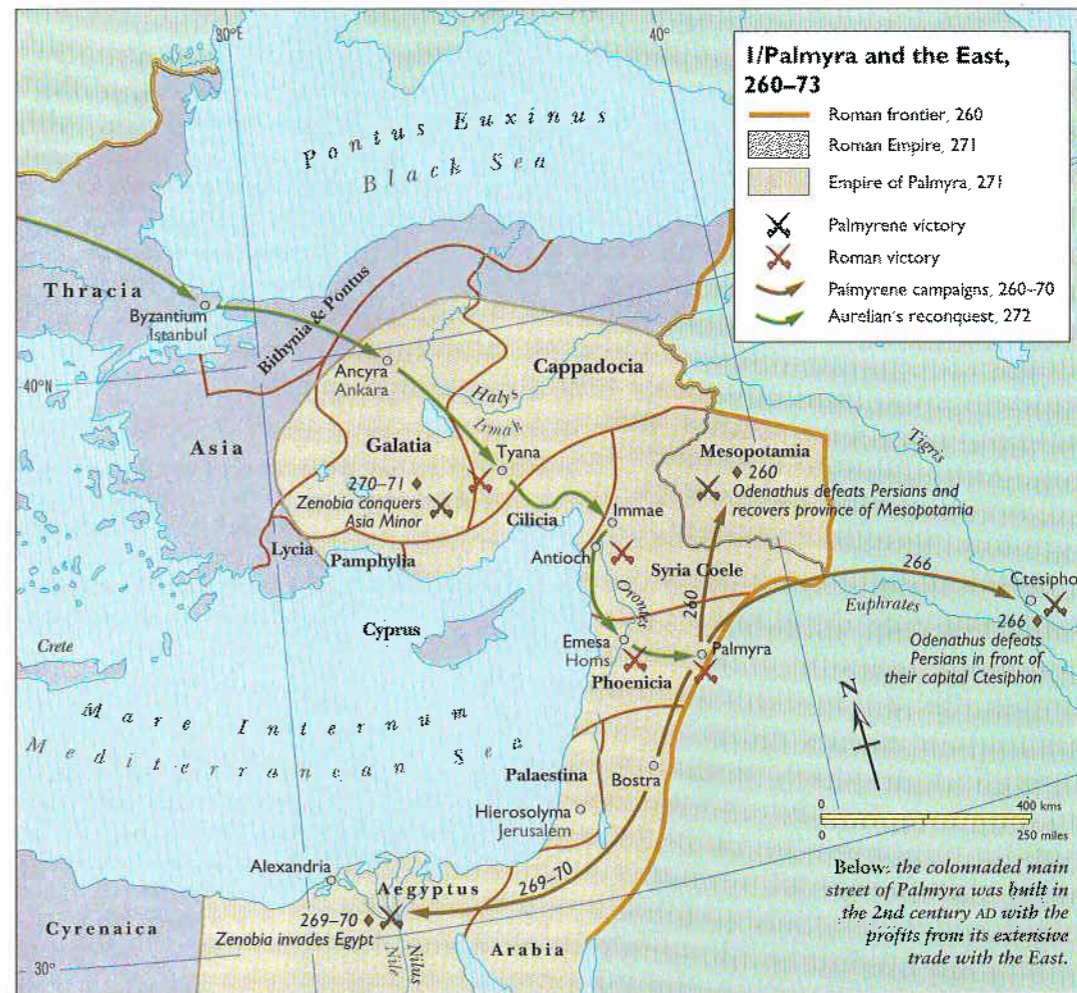 30°E
40°
1/Palmyra and the East,
260–73
Roman frontier, 260
Roman Empire, 271
Empire of Palmyra, 271
Palmyrene victory
Roman victory
Palmyrene campaigns, 260–70
Aurelian's reconquest, 272
Pontus Euxinus
Black Sea
Thracia
Byzantium
Istanbul
Bithynia & Pontus
Ancyra
Ankara
Cappadocia
40°N
Halys
Irmak
Asia
Galatia
Tyana
Mesopotamia
Tigris
270–71
Zenobia conquers
Asia Minor
260
Odenathus defeats Persians and
recovers province of Mesopotamia
Cilicia
Immae
Lycia
Pamphylia
Antioch
Syria Coele
266
Ctesipho
Orontes
260
Euphrates
Cyprus
266
Odenathus defeats
Persians in front of
their capital Ctesiphon
Crete
Emesa
Homs
Palmyra
Phoenicia
N
Mare Internum
Mediterranean Sea
Palaestina
Bostra
0
400 kms
0
250 miles
Hierosolyma
Jerusalem
Alexandria
Aegyptus
269–70
Below: the colonnaded main
street of Palmyra was built in
the 2nd century AD with the
profits from its extensive
trade with the East.
269–70
Zenobia invades Egypt
Cyrenaica
Nilus
Nile
Arabia
30°